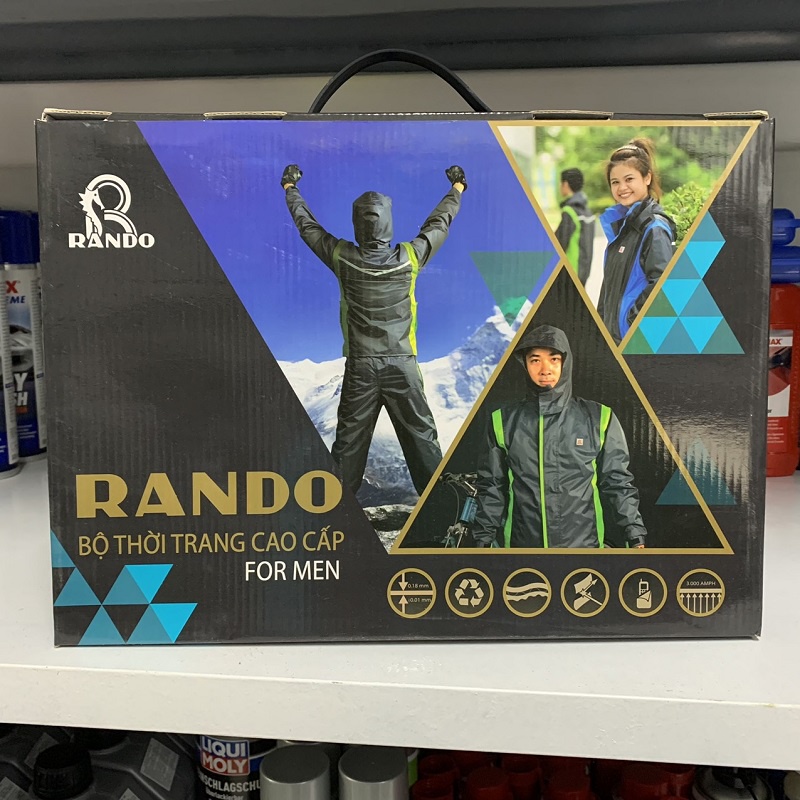 RANDO
RANDO
BỘ THỜI TRANG CAO CẤP
FOR MEN
0.18 mm
±0.01 mm
3.000 AMPH
LIQUI
MOLY